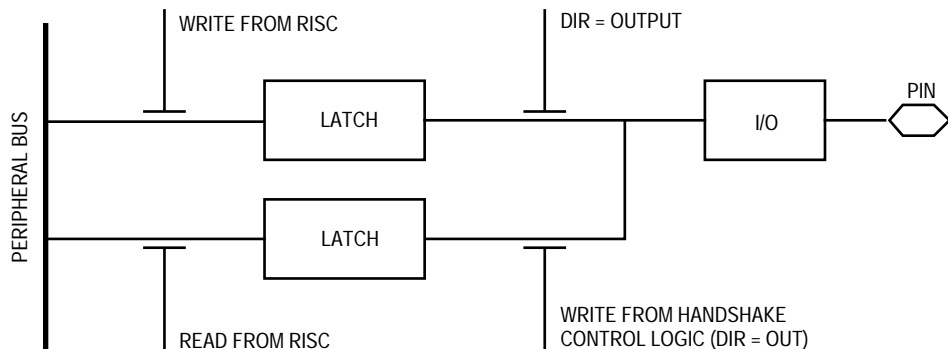 WRITE FROM RISC
DIR = OUTPUT
PERIPHERAL BUS
LATCH
I/O
PIN
LATCH
READ FROM RISC
WRITE FROM HANDSHAKE
CONTROL LOGIC (DIR = OUT)